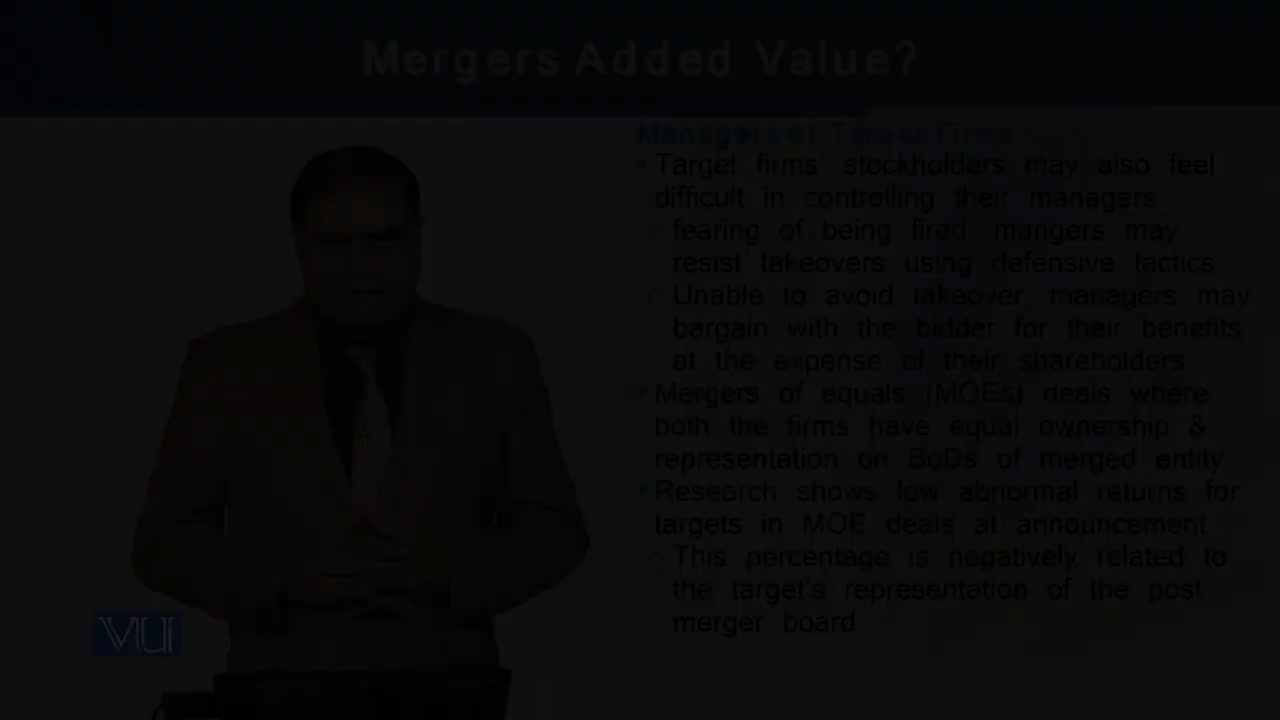 Mergers Added Value?
Managers of Target Firms
• Target firms' stockholders may also feel
difficult in controlling their managers
○ fearing of being fired mangers may
resist takeovers using defensive tactics
○ Unable to avoid takeover, managers may
bargain with the bidder for their benefits
at the expense of their shareholders
• Mergers of equals (MOEs) deals where
both the firms have equal ownership &
representation on BoDs of merged entity
• Research shows low abnormal returns for
targets in MOE deals at announcement
○ This percentage is negatively related to
the target's representation of the post
merger board
VU